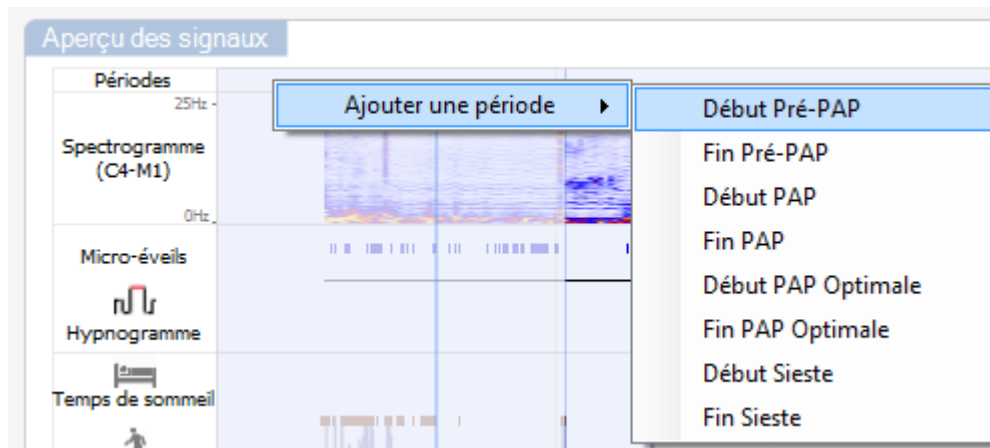 Aperçu des signaux
Périodes
25Hz
Spectrogramme
(C4-M1)
0Hz
Micro-éveils
Hypnogramme
Temps de sommeil
Ajouter une période
Début Pré-PAP
Fin Pré-PAP
Début PAP
Fin PAP
Début PAP Optimale
Fin PAP Optimale
Début Sieste
Fin Sieste